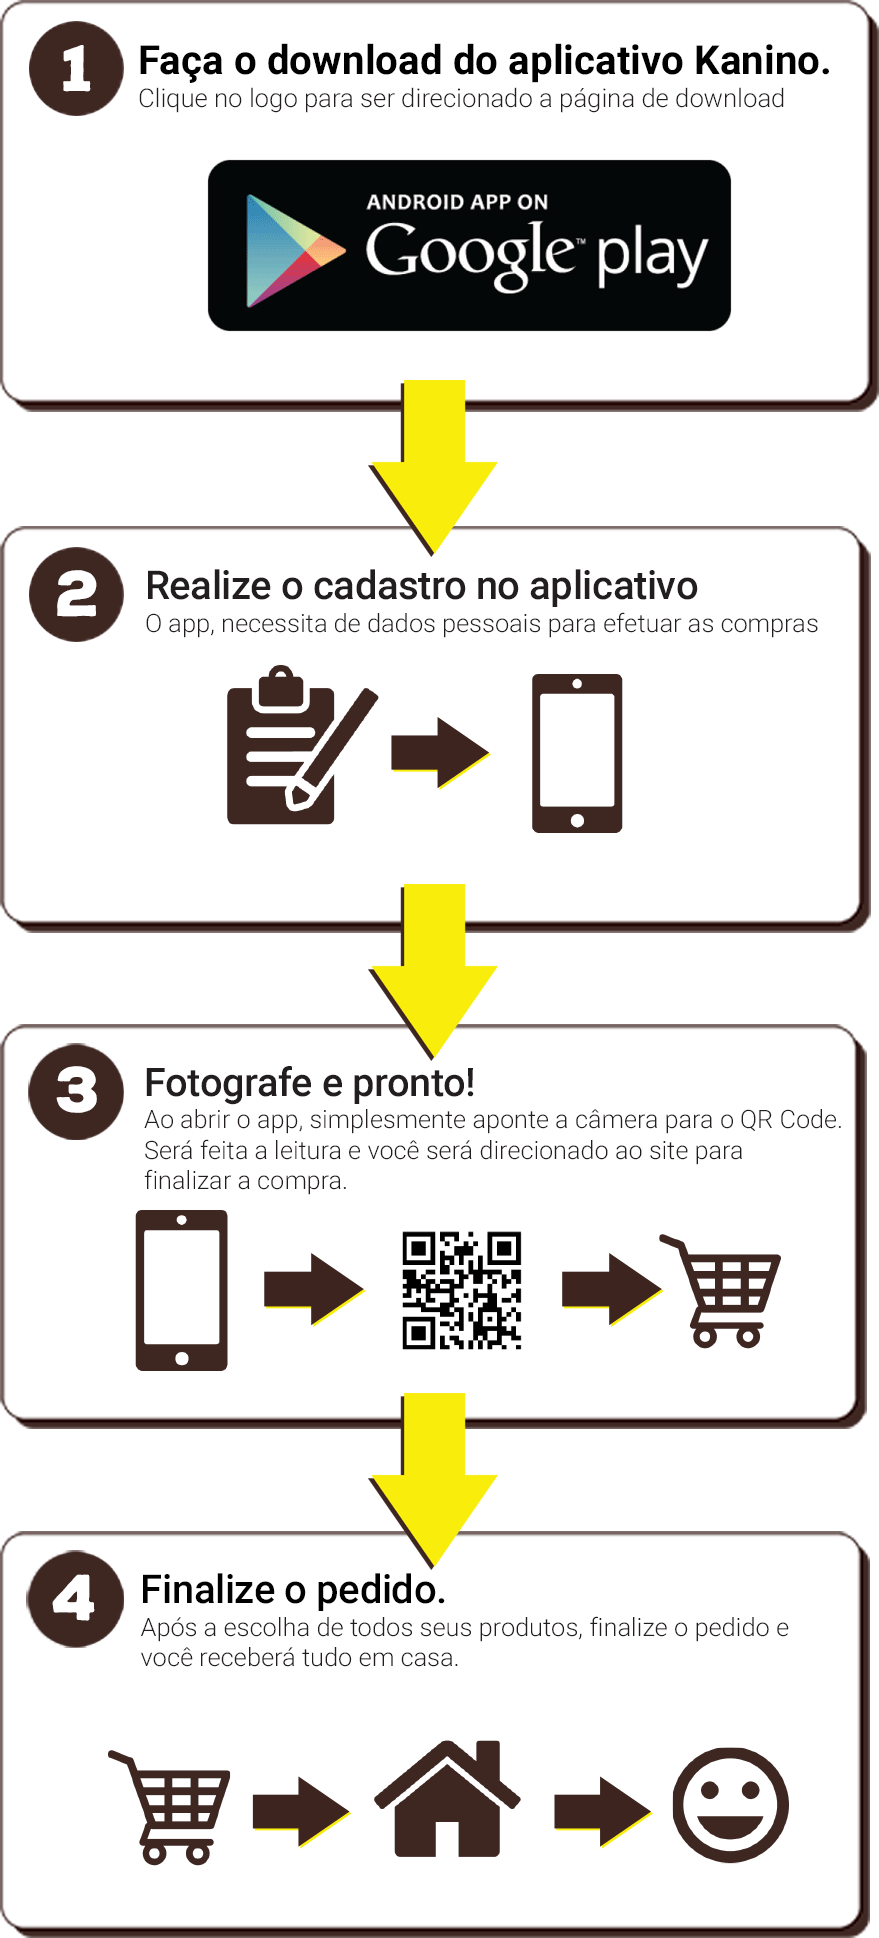 1
Faça o download do aplicativo Kanino.
Clique no logo para ser direcionado a página de download
ANDROID APP ON
Google™ play
2
Realize o cadastro no aplicativo
O app, necessita de dados pessoais para efetuar as compras
3
Fotografe e pronto!
Ao abrir o app, simplesmente aponte a câmera para o QR Code.
Será feita a leitura e você será direcionado ao site para
finalizar a compra.
4
Finalize o pedido.
Após a escolha de todos seus produtos, finalize o pedido e
você receberá tudo em casa.